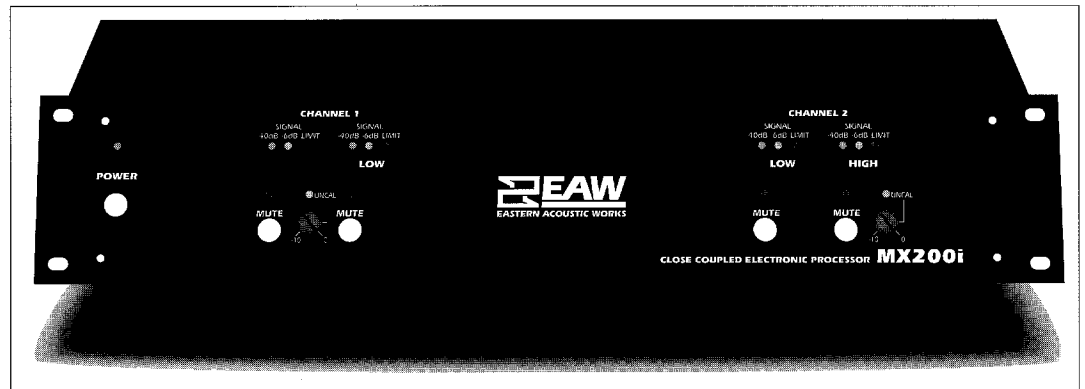 CHANNEL 1
SIGNAL SIGNAL
-40dB -6dB LIMIT -40dB -6dB LIMIT
LOW
POWER
UNCAL
MUTE MUTE
-10 0
EAW
EASTERN ACOUSTIC WORKS
CHANNEL 2
SIGNAL SIGNAL
-40dB -6dB LIMIT -40dB -6dB LIMIT
LOW HIGH
UNCAL
MUTE MUTE
-10 0
CLOSE COUPLED ELECTRONIC PROCESSOR MX200i